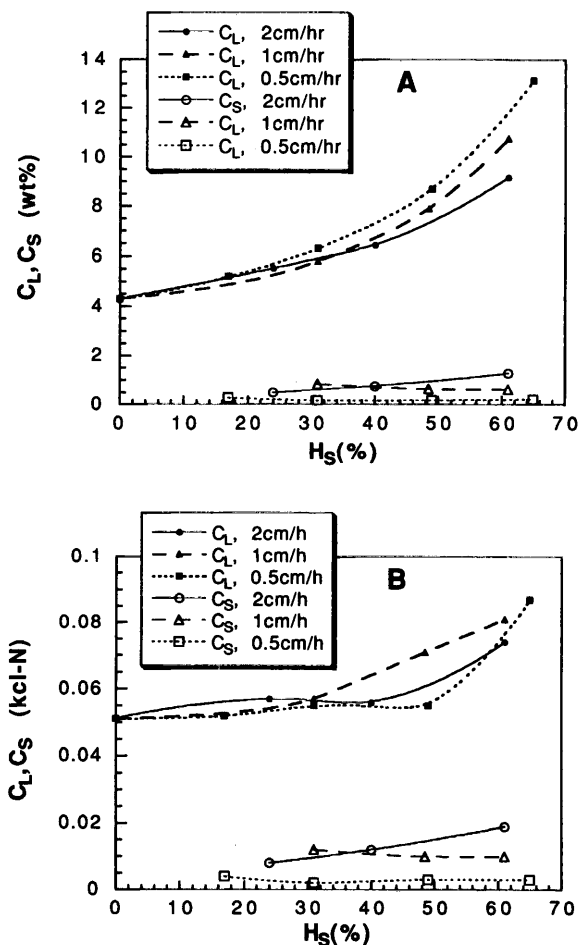 C_L, 2cm/hr
C_L, 1cm/hr
C_L, 0.5cm/hr
C_S, 2cm/hr
C_L, 1cm/hr
C_L, 0.5cm/hr
A
14
12
10
8
6
4
2
0
C_L, C_S (wt%)
0 10 20 30 40 50 60 70
H_S(%)
C_L, 2cm/h
C_L, 1cm/h
C_L, 0.5cm/h
C_S, 2cm/h
C_S, 1cm/h
C_S, 0.5cm/h
B
0.1
0.08
0.06
0.04
0.02
0
C_L, C_S (kcl-N)
0 10 20 30 40 50 60 70
H_S(%)